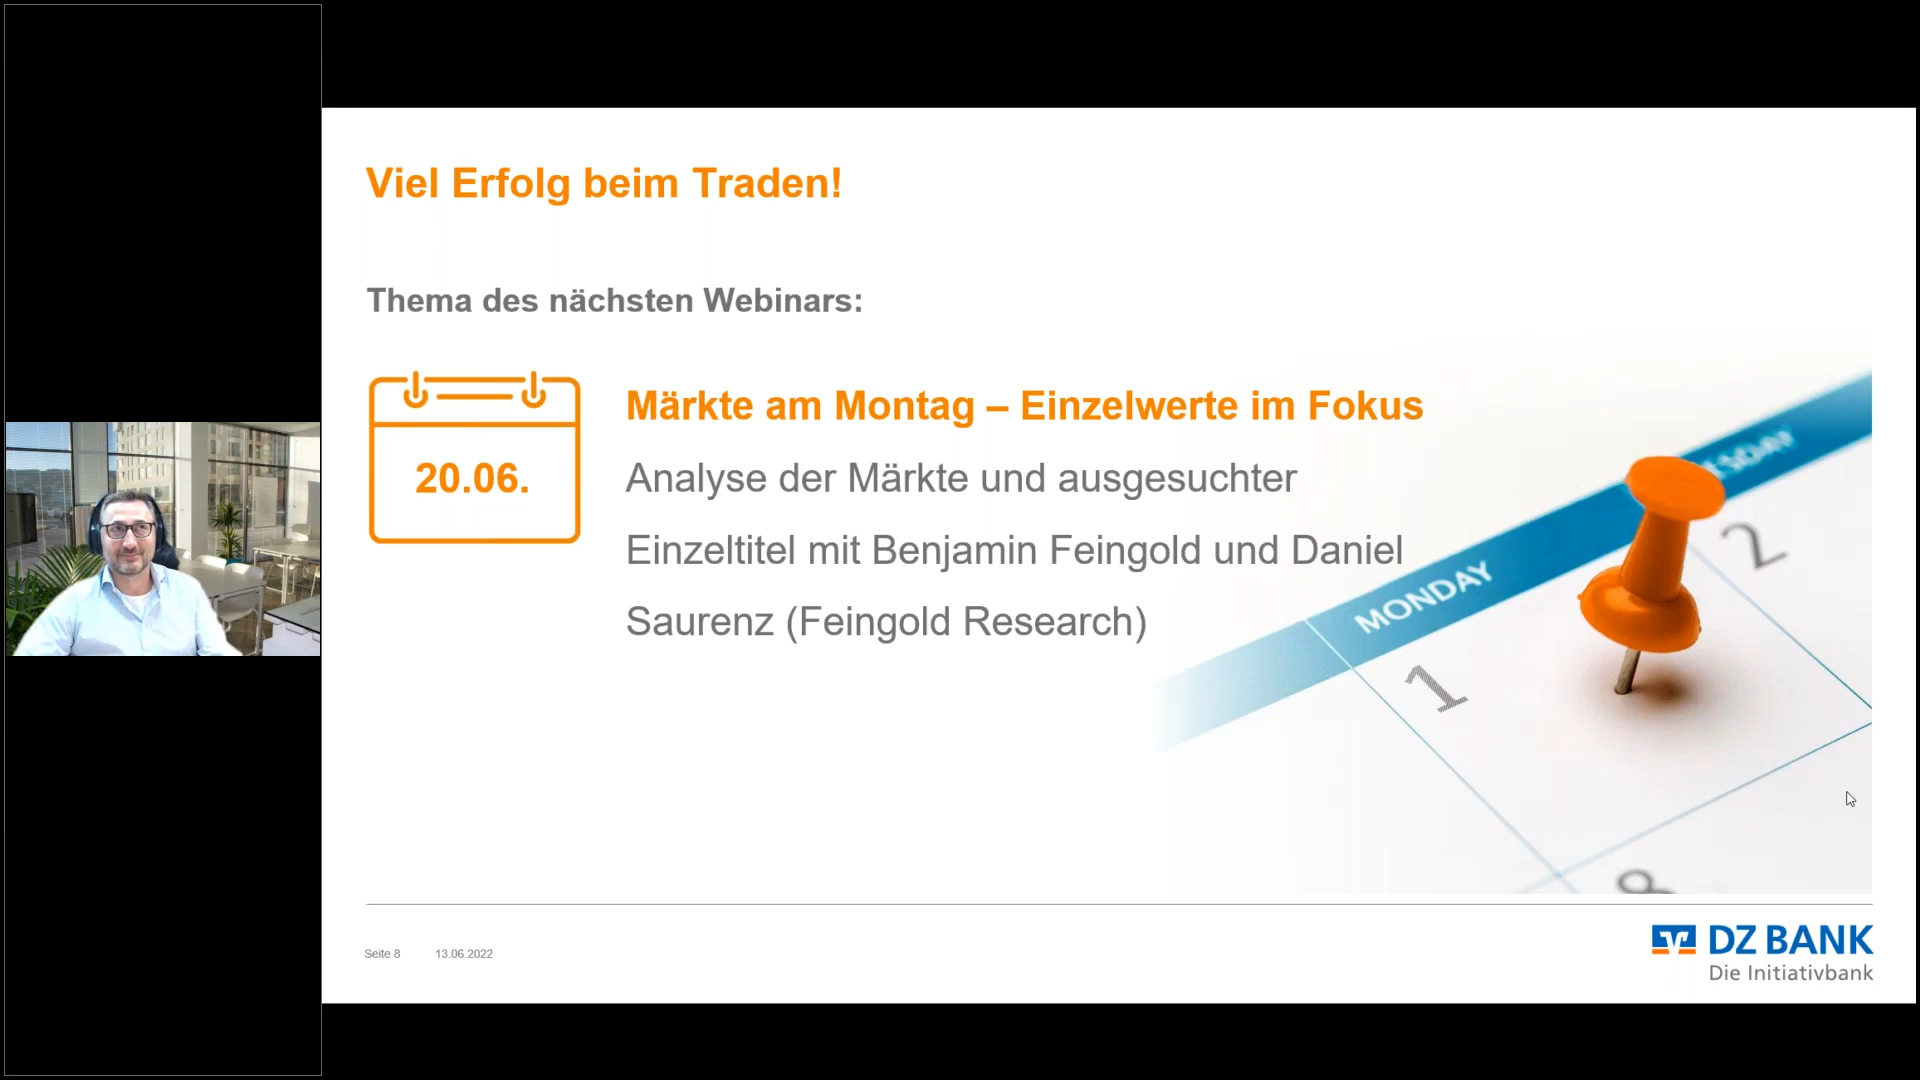 Viel Erfolg beim Traden!
Thema des nächsten Webinars:
20.06.
Märkte am Montag – Einzelwerte im Fokus
Analyse der Märkte und ausgesuchter
Einzeltitel mit Benjamin Feingold und Daniel
Saurenz (Feingold Research)
ESDAY
MONDAY
2
1
8
Seite 8
13.06.2022
DZ BANK
Die Initiativbank